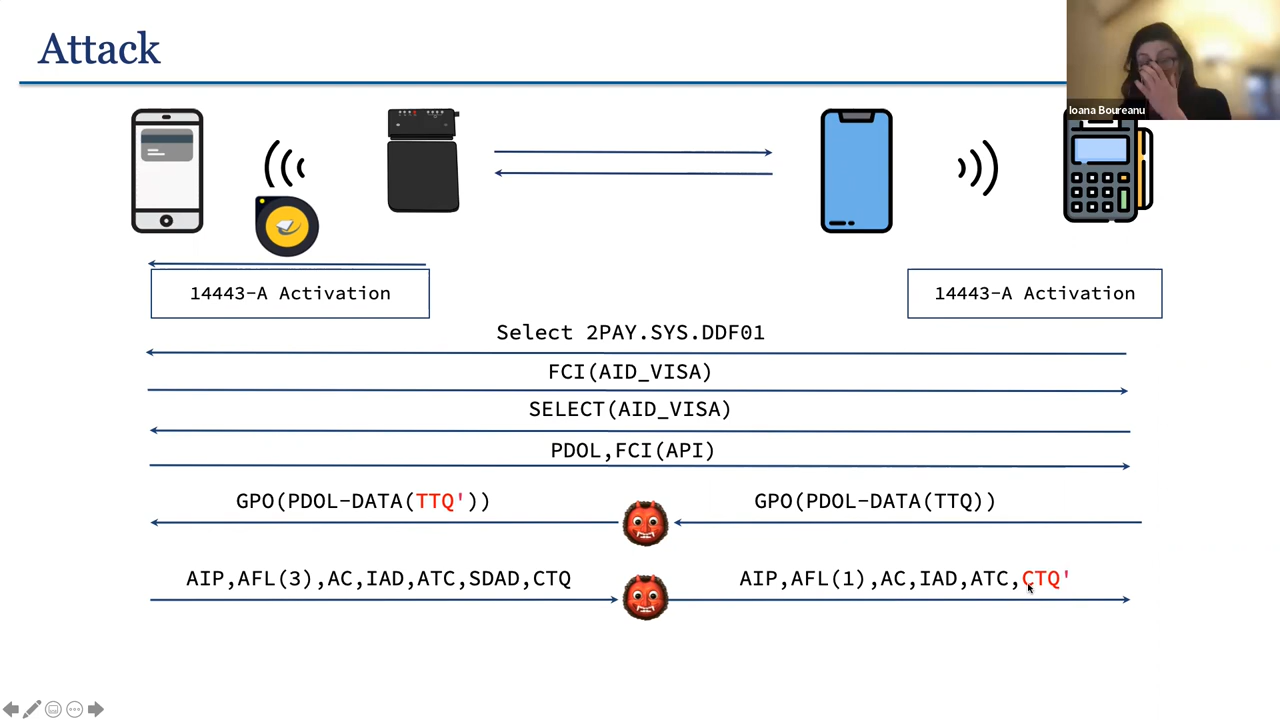 Attack
Ioana Boureanu
14443-A Activation
14443-A Activation
Select 2PAY.SYS.DDF01
FCI(AID_VISA)
SELECT(AID_VISA)
PDOL,FCI(API)
GPO(PDOL-DATA(TTQ'))
GPO(PDOL-DATA(TTQ))
AIP,AFL(3),AC,IAD,ATC,SDAD,CTQ
AIP,AFL(1),AC,IAD,ATC,CTQ'